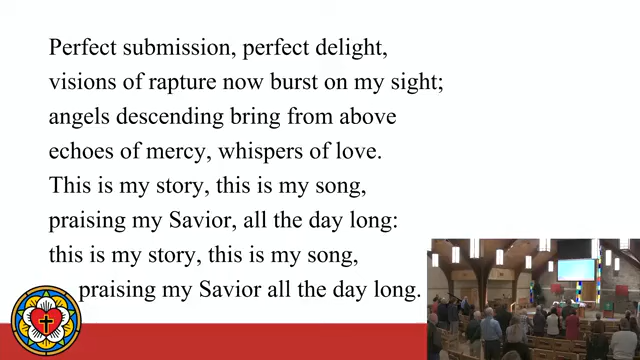 Perfect submission, perfect delight,
visions of rapture now burst on my sight;
angels descending bring from above
echoes of mercy, whispers of love.
This is my story, this is my song,
praising my Savior, all the day long:
this is my story, this is my song,
praising my Savior all the day long.